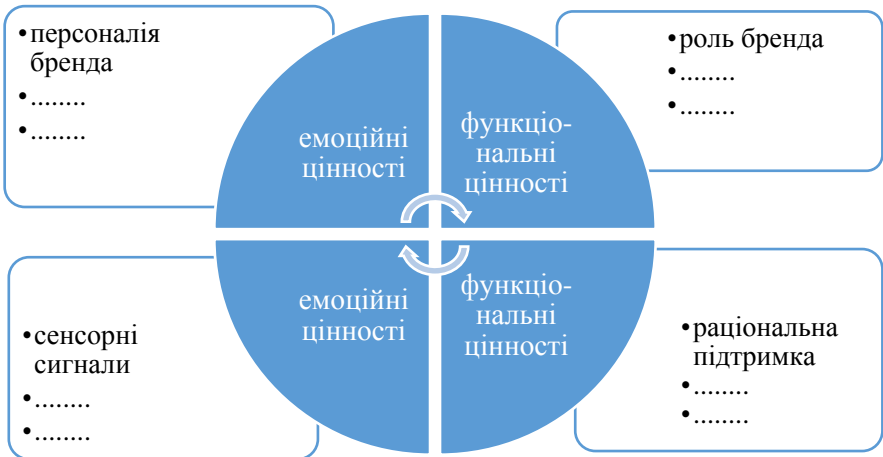 •персоналія
бренда
•........
•........
•роль бренда
•........
•........
емоційні
цінності
функціо-
нальні
цінності
емоційні
цінності
функціо-
нальні
цінності
•сенсорні
сигнали
•........
•........
•раціональна
підтримка
•........
•........